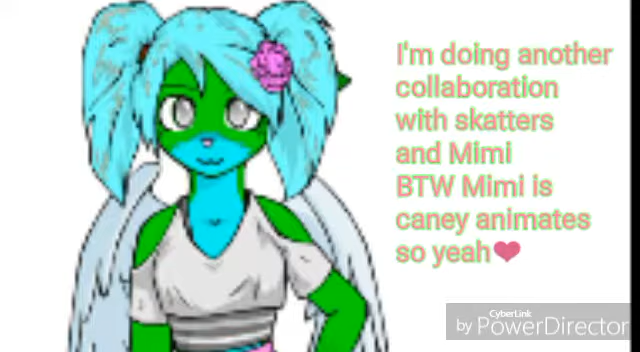 I'm doing another
collaboration
with skatters
and Mimi
BTW Mimi is
caney animates
so yeah❤
CyberLink
by PowerDirector